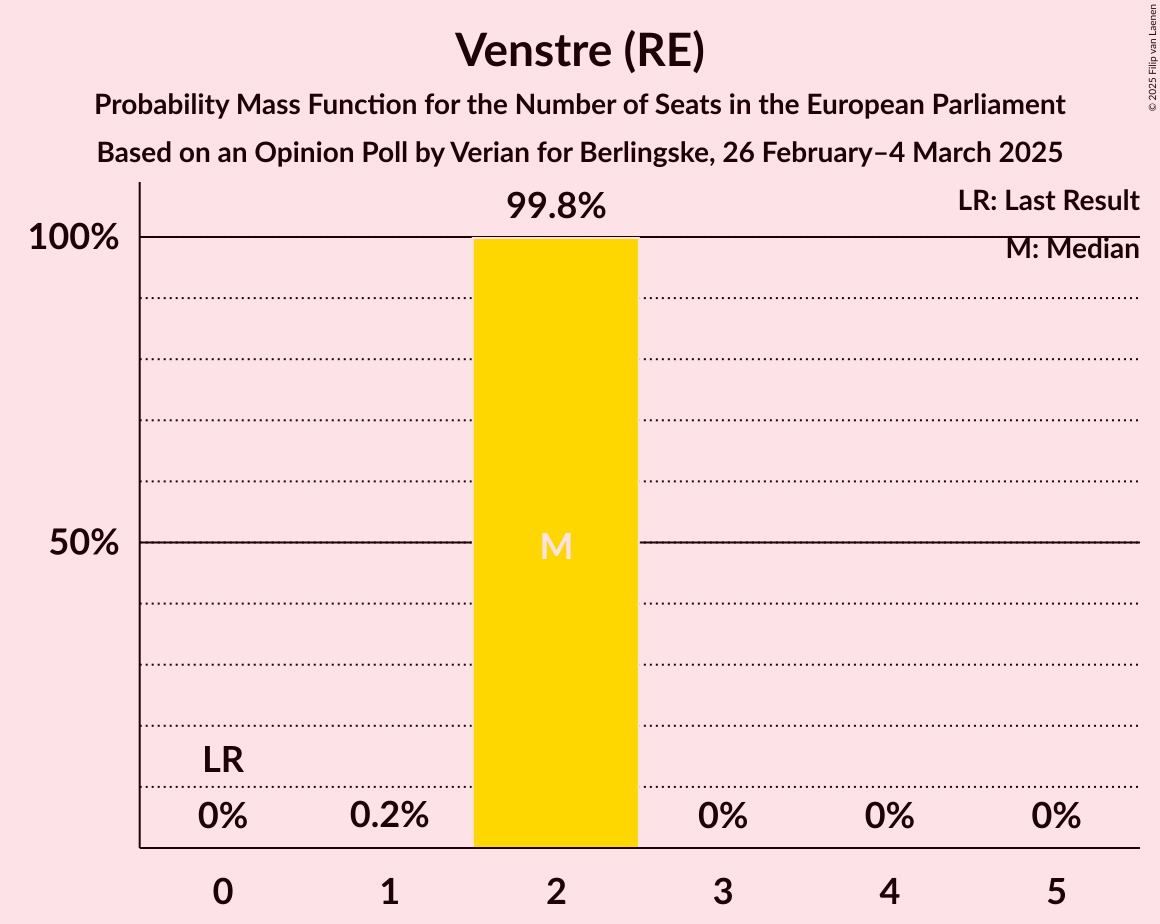 Venstre (RE)
Probability Mass Function for the Number of Seats in the European Parliament
Based on an Opinion Poll by Verian for Berlingske, 26 February–4 March 2025
© 2025 Filip van Laenen
LR: Last Result
M: Median
99.8%
100%
50%
M
LR
0%
0.2%
0%
0%
0%
0
1
2
3
4
5